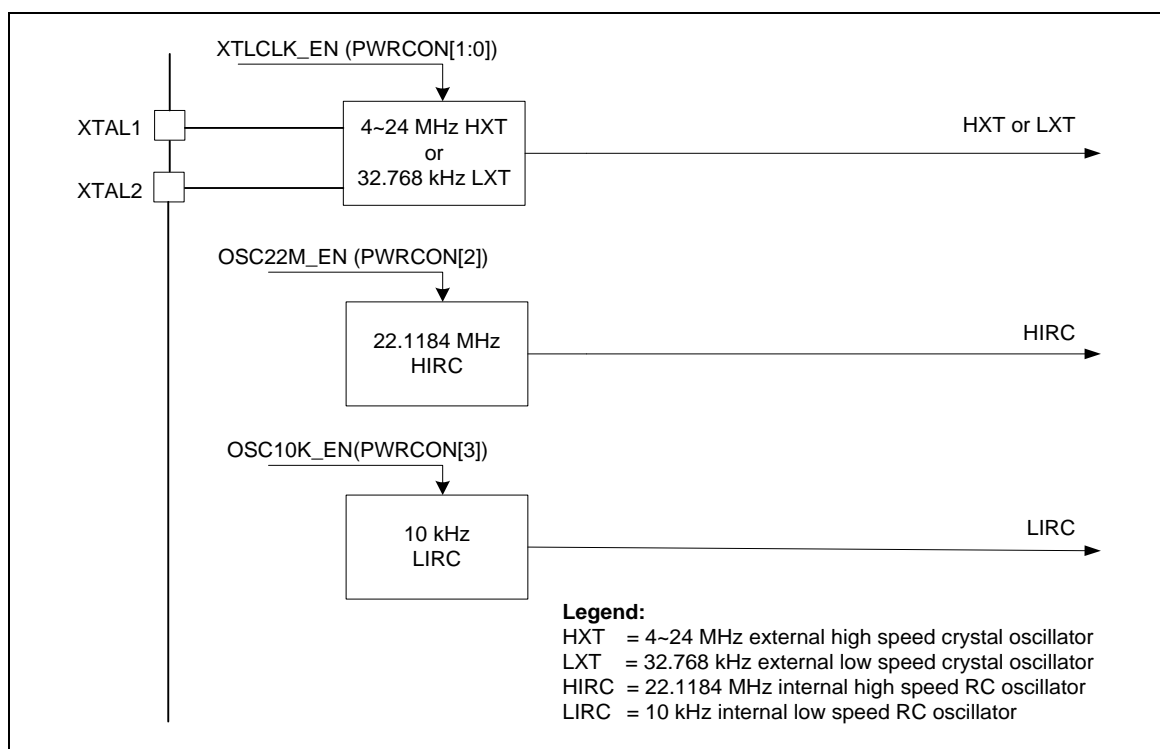 XTLCLK_EN (PWRCON[1:0])
XTAL1
4~24 MHz HXT
or
32.768 kHz LXT
HXT or LXT
XTAL2
OSC22M_EN (PWRCON[2])
22.1184 MHz
HIRC
HIRC
OSC10K_EN(PWRCON[3])
10 kHz
LIRC
LIRC
Legend:
HXT = 4~24 MHz external high speed crystal oscillator
LXT = 32.768 kHz external low speed crystal oscillator
HIRC = 22.1184 MHz internal high speed RC oscillator
LIRC = 10 kHz internal low speed RC oscillator